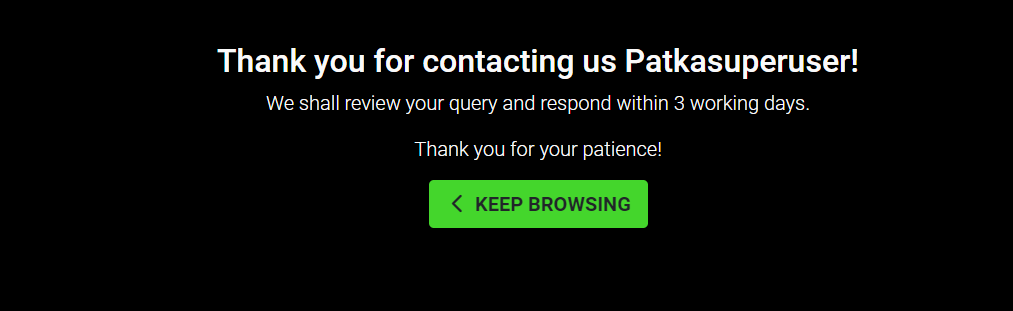 Thank you for contacting us Patkasuperuser!
We shall review your query and respond within 3 working days.
Thank you for your patience!
KEEP BROWSING